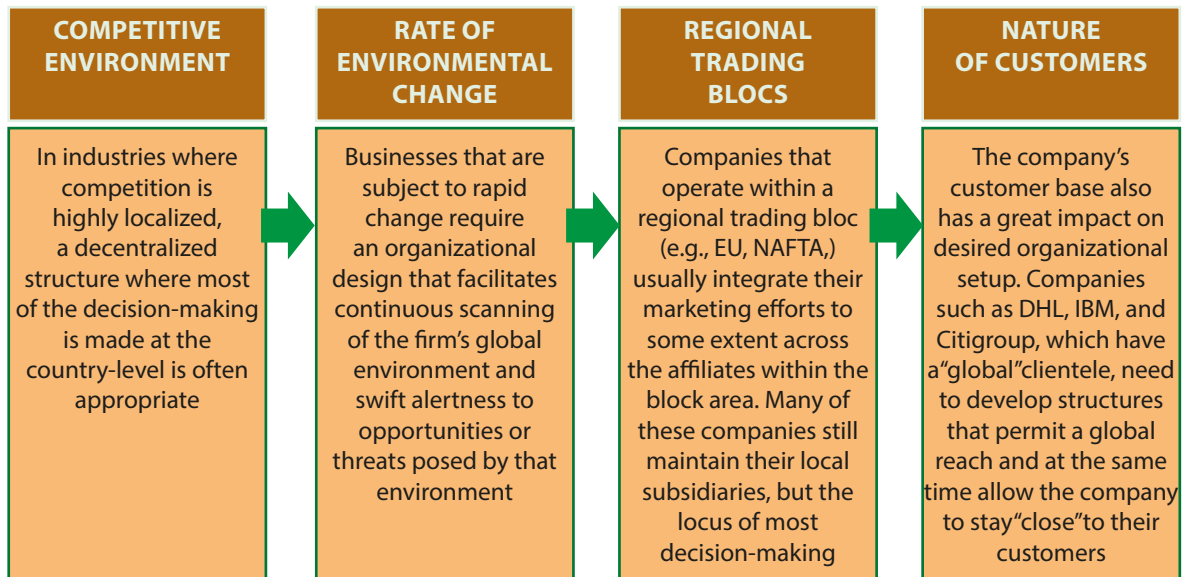 COMPETITIVE
ENVIRONMENT
In industries where
competition is
highly localized,
a decentralized
structure where most
of the decision-making
is made at the
country-level is often
appropriate
RATE OF
ENVIRONMENTAL
CHANGE
Businesses that are
subject to rapid
change require
an organizational
design that facilitates
continuous scanning
of the firm’s global
environment and
swift alertness to
opportunities or
threats posed by that
environment
REGIONAL
TRADING
BLOCS
Companies that
operate within a
regional trading bloc
(e.g., EU, NAFTA,)
usually integrate their
marketing efforts to
some extent across
the affiliates within the
block area. Many of
these companies still
maintain their local
subsidiaries, but the
locus of most
decision-making
NATURE
OF CUSTOMERS
The company’s
customer base also
has a great impact on
desired organizational
setup. Companies
such as DHL, IBM, and
Citigroup, which have
a“global”clientele, need
to develop structures
that permit a global
reach and at the same
time allow the company
to stay“close”to their
customers